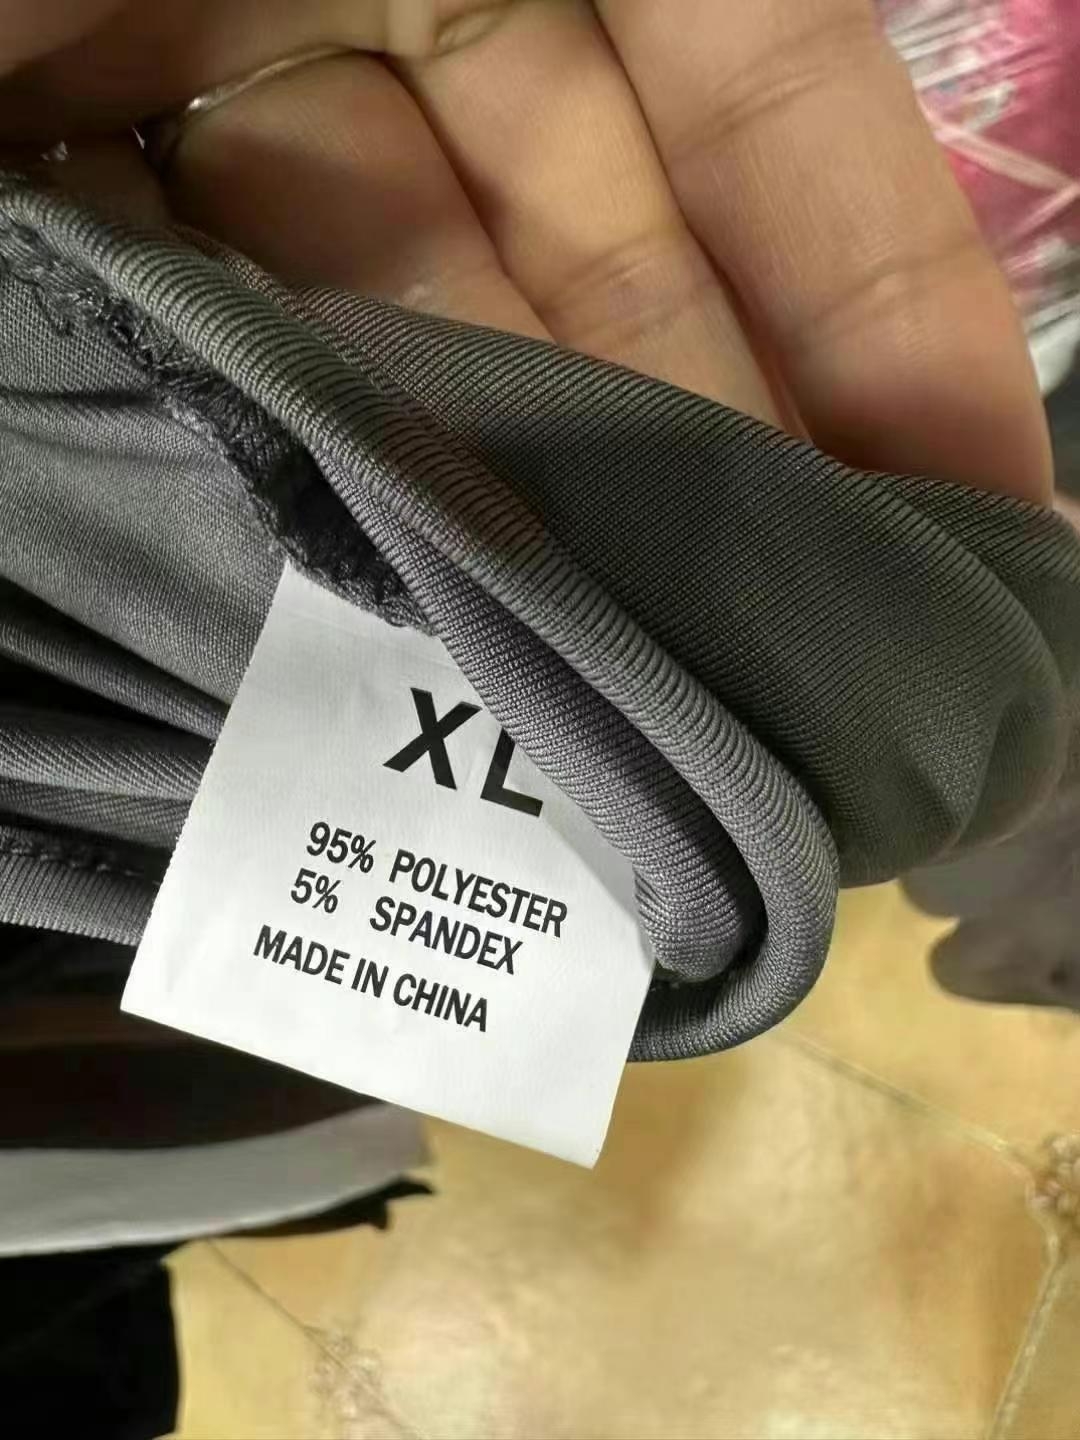 XL
95% POLYESTER
5% SPANDEX
MADE IN CHINA